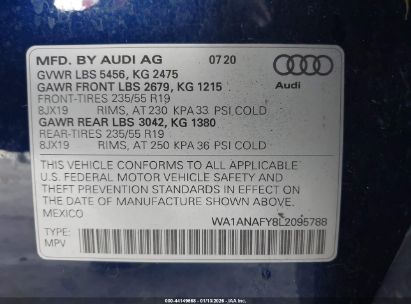 MFD. BY AUDI AG 07 20
GVWR LBS 5456, KG 2475
GAWR FRONT LBS 2679, KG 1215
FRONT-TIRES 235/55 R19
8JX19 RIMS, AT 230 KPA 33 PSI COLD
GAWR REAR LBS 3042, KG 1380
REAR-TIRES 235/55 R19
8JX19 RIMS, AT 250 KPA 36 PSI COLD
Audi
THIS VEHICLE CONFORMS TO ALL APPLICABLE
U.S. FEDERAL MOTOR VEHICLE SAFETY AND
THEFT PREVENTION STANDARDS IN EFFECT ON
THE DATE OF MANUFACTURE SHOWN ABOVE.
MEXICO WA1ANAFY8L2095788
TYPE:
MPV